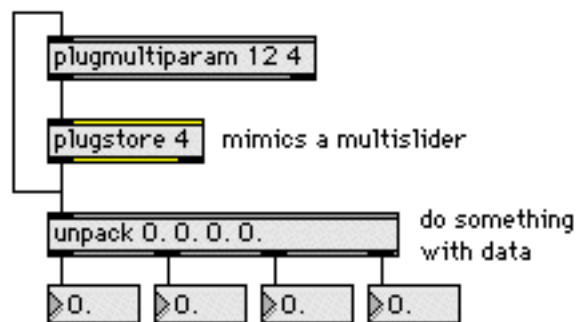 plugmultiparam 12 4
plugstore 4
mimics a multislider
unpack 0. 0. 0. 0.
do something
with data
0.
0.
0.
0.